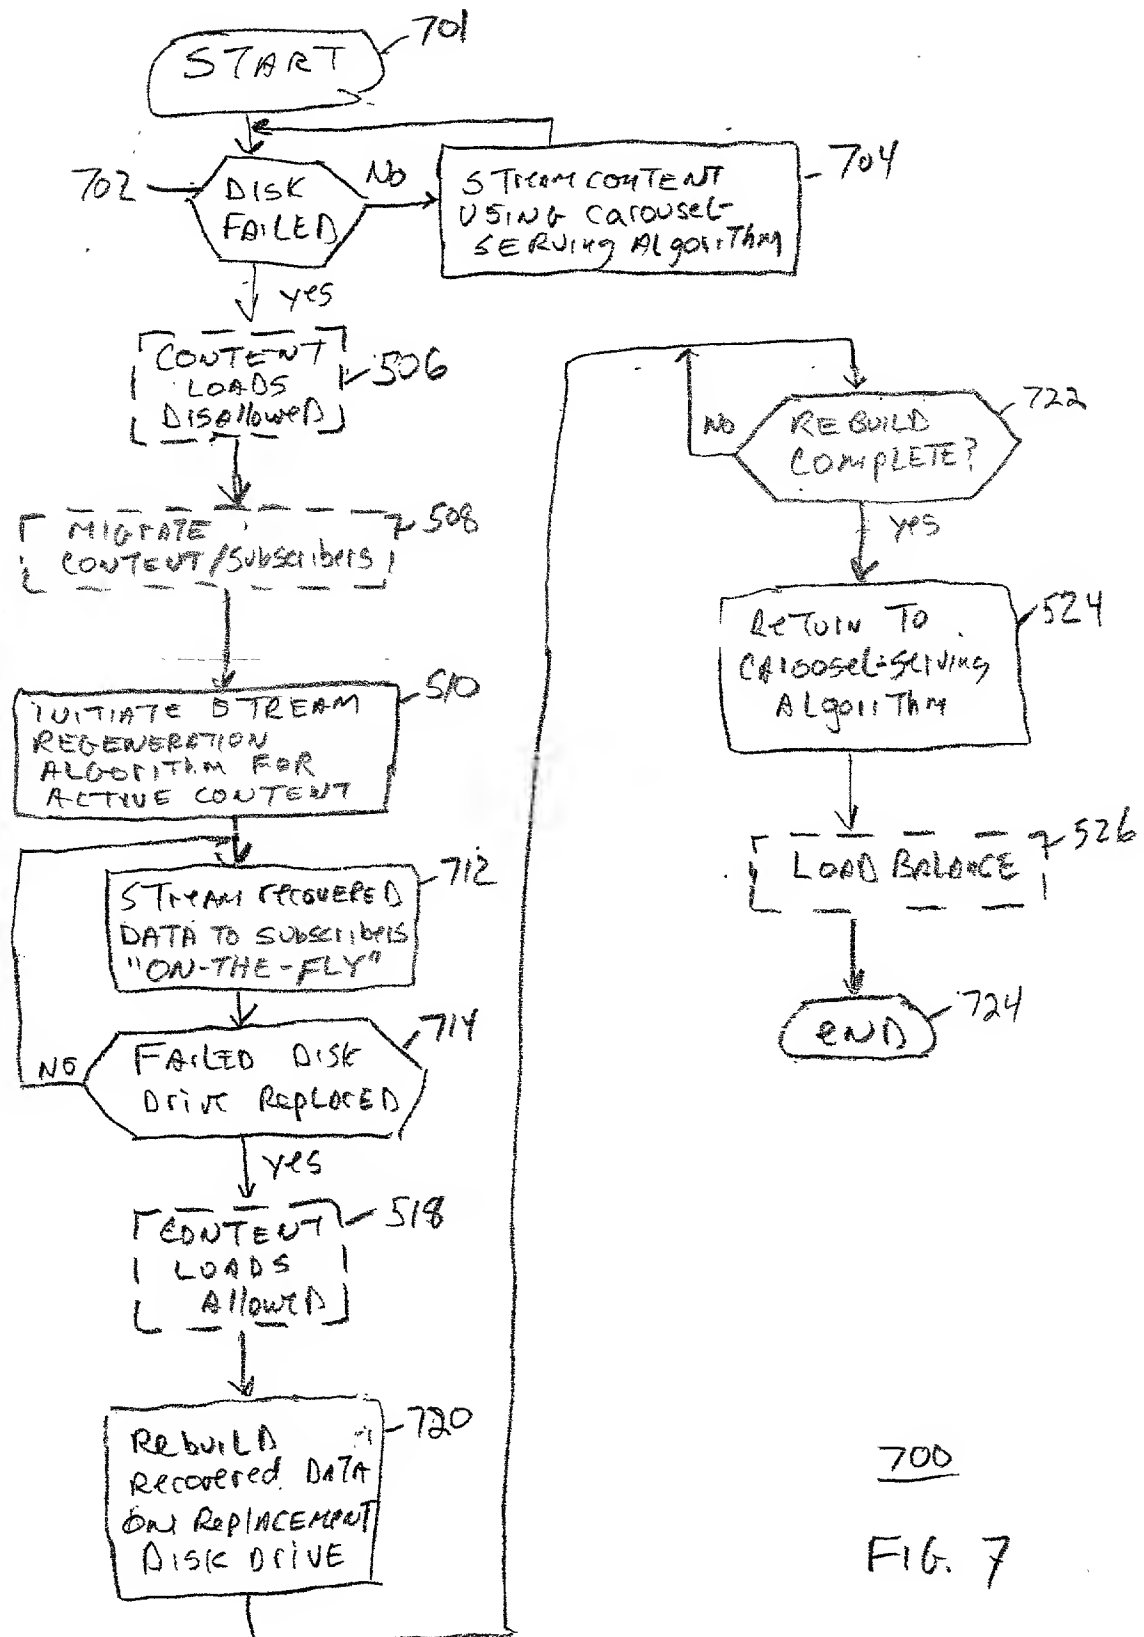 START
701
702
DISK
FAILED
No
STREAM CONTENT
USING Carousel-
SERVING ALgoriThm
704
yes
CONTENT
LOADS
DisAlloweD
506
MIGrATE
CONTENT/Subscribers
508
INITIATE STREAM
REGENERATION
ALGOriThM FOR
ACTIVE CONTENT
510
STreAM recovereD
DATA TO Subscribers
"ON-THE-FLY"
712
NO
FAILED DISK
Drive ReplaceD
714
yes
CONTENT
LOADS
AlloweD
518
RebuilD
Recovered DATA
ON ReplACEMENT
DISK DriVE
720
NO
REBUILD
COMPLETE?
722
yes
ReTurn TO
CArousel-Serving
ALgoriThm
524
LOAD BALANCE
526
eND
724
700
FIG. 7